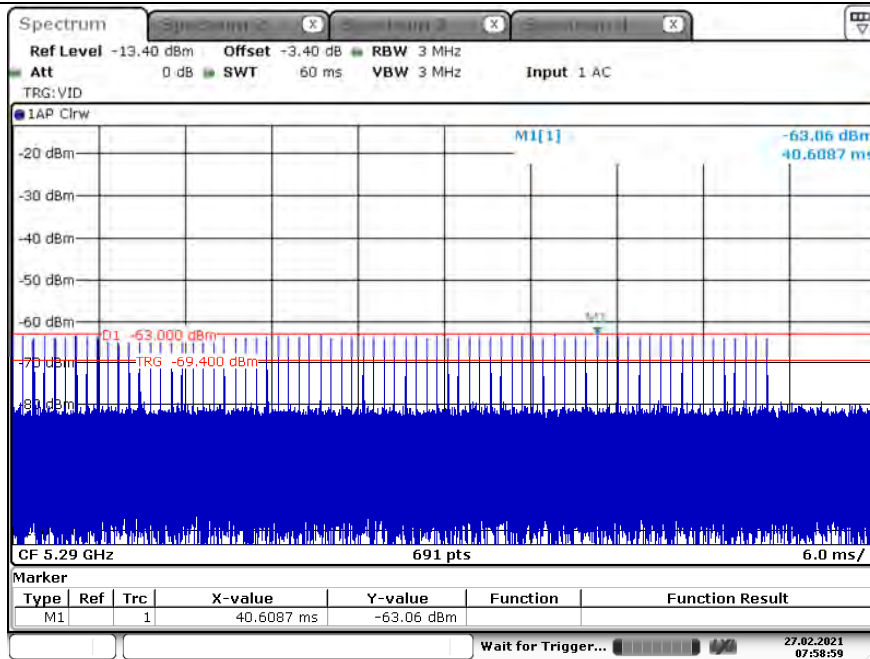 Spectrum
X
X
X
Ref Level -13.40 dBm Offset -3.40 dB RBW 3 MHz
Att 0 dB SWT 60 ms VBW 3 MHz Input 1 AC
TRG:VID
1AP Clrw
M1[1] -63.06 dBm
40.6087 ms
-20 dBm
-30 dBm
-40 dBm
-50 dBm
-60 dBm
M1
D1 -63.000 dBm
-70 dBm
TRG -69.400 dBm
-80 dBm
CF 5.29 GHz 691 pts 6.0 ms/
Marker
Type Ref Trc X-value Y-value Function Function Result
M1 1 40.6087 ms -63.06 dBm
Wait for Trigger... 27.02.2021
07:58:59